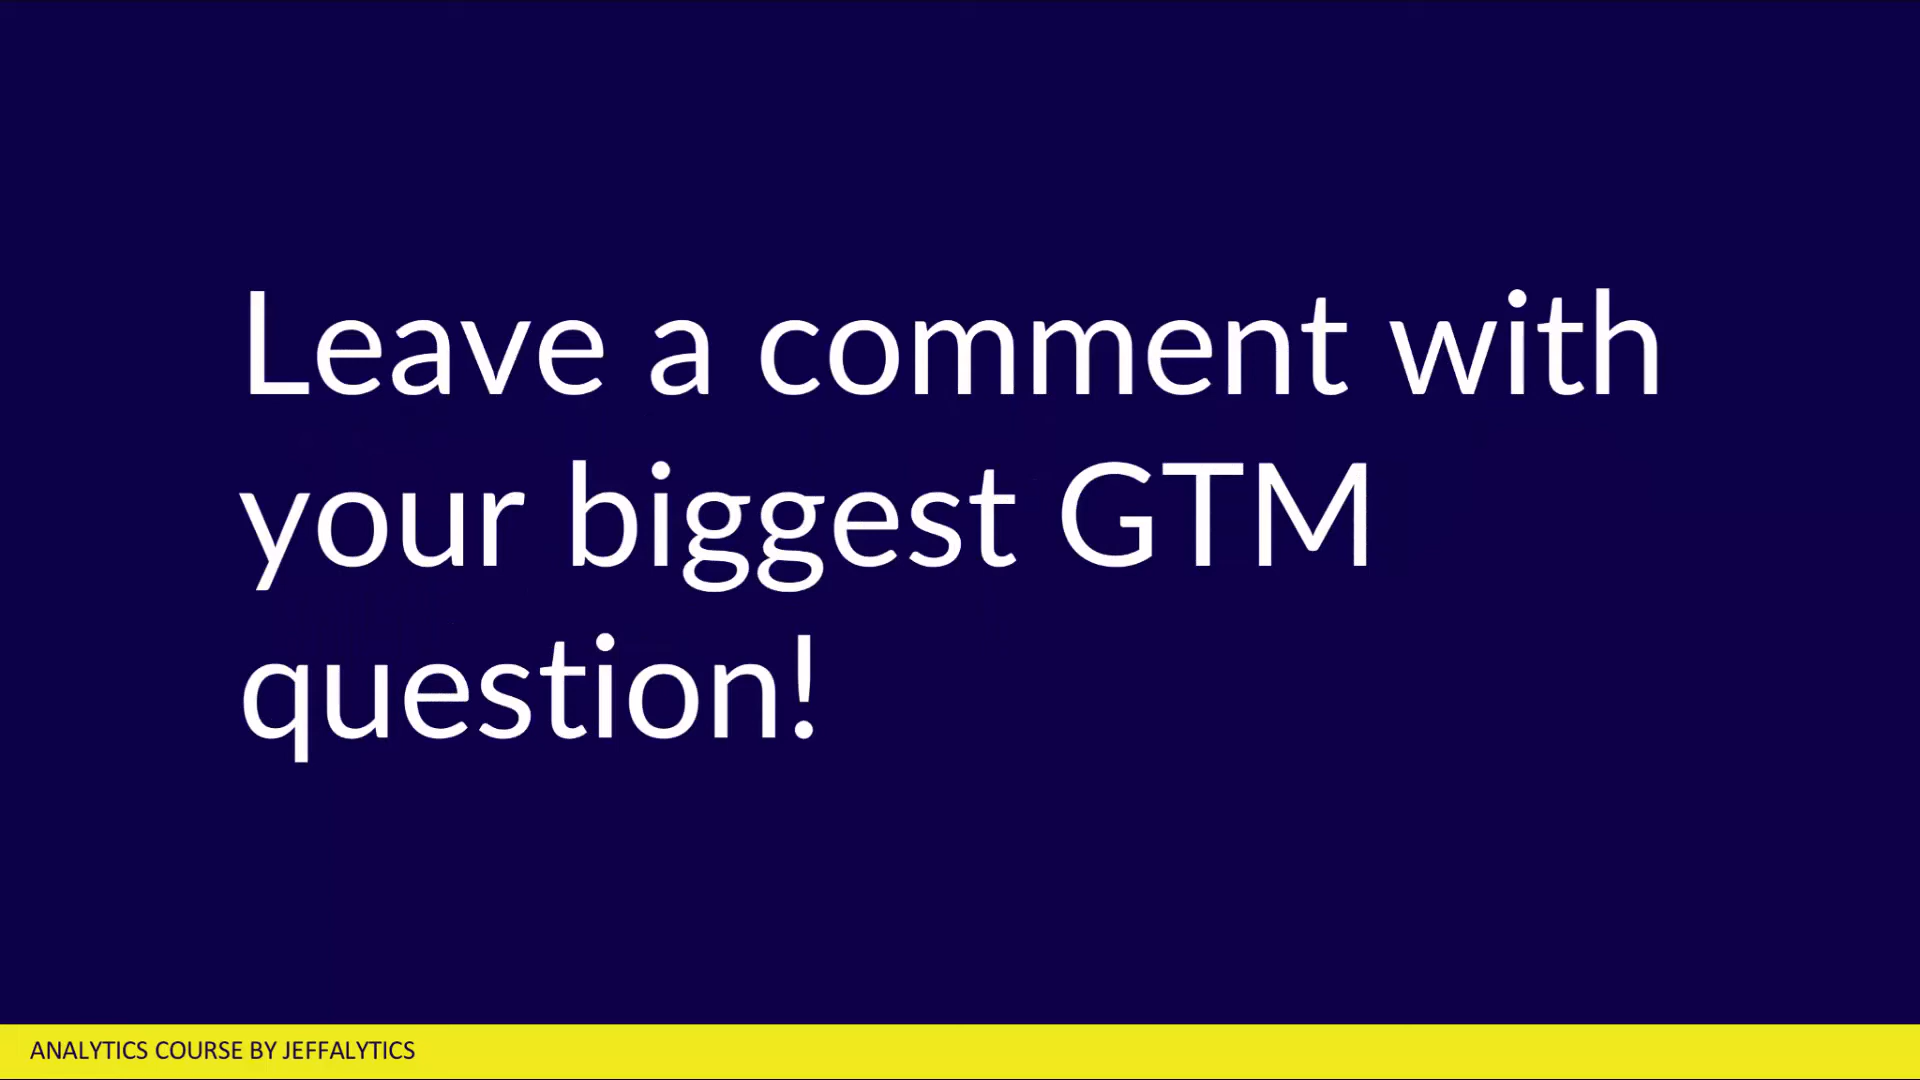 Leave a comment with
your biggest GTM
question!
ANALYTICS COURSE BY JEFFALYTICS